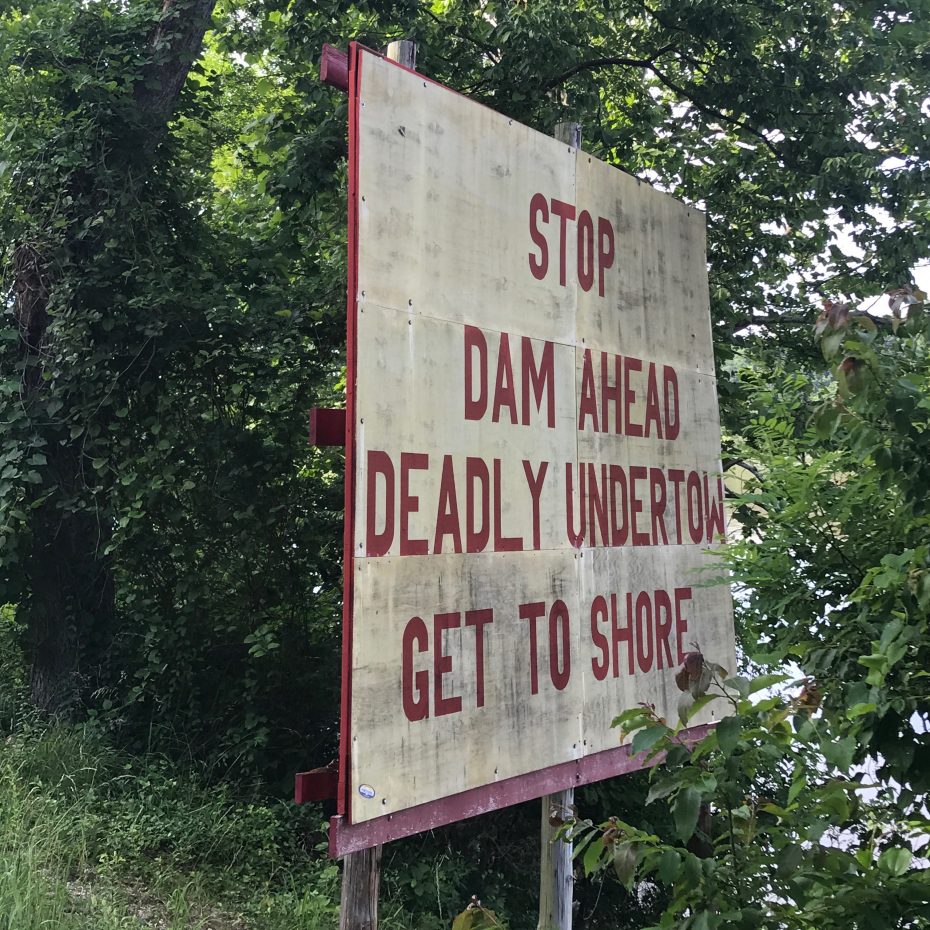 STOP
DAM AHEAD
DEADLY UNDERTOW
GET TO SHORE